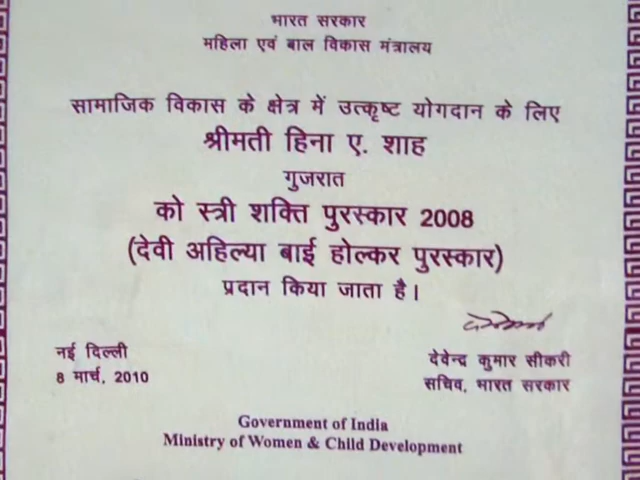 भारत सरकार
महिला एवं बाल विकास मंत्रालय
सामाजिक विकास के क्षेत्र में उत्कृष्ट योगदान के लिए
श्रीमती हिना ए. शाह
गुजरात
को स्त्री शक्ति पुरस्कार 2008
(देवी अहिल्या बाई होल्कर पुरस्कार)
प्रदान किया जाता है।
नई दिल्ली
8 मार्च, 2010
देवेन्द्र कुमार सीकरी
सचिव, भारत सरकार
Government of India
Ministry of Women & Child Development